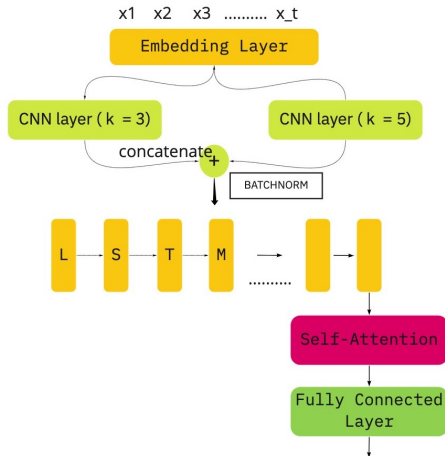 x1 x2 x3 .......... x_t
Embedding Layer
CNN layer ( k = 3)
CNN layer ( k = 5)
concatenate
+
BATCHNORM
L S T M
..........
Self-Attention
Fully Connected
Layer